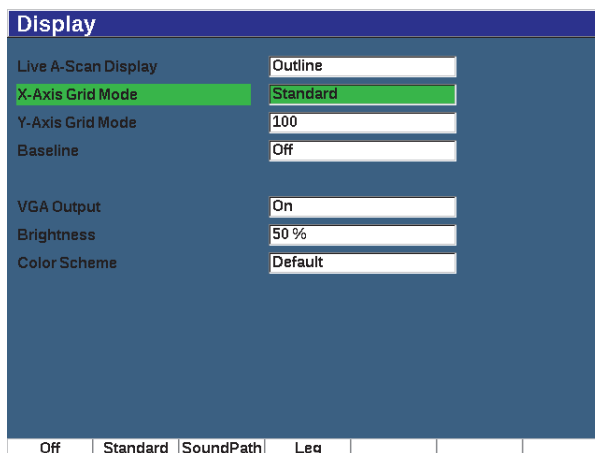 Display
Live A-Scan Display Outline
X-Axis Grid Mode Standard
Y-Axis Grid Mode 100
Baseline Off
VGA Output On
Brightness 50 %
Color Scheme Default
Off Standard SoundPath Leg